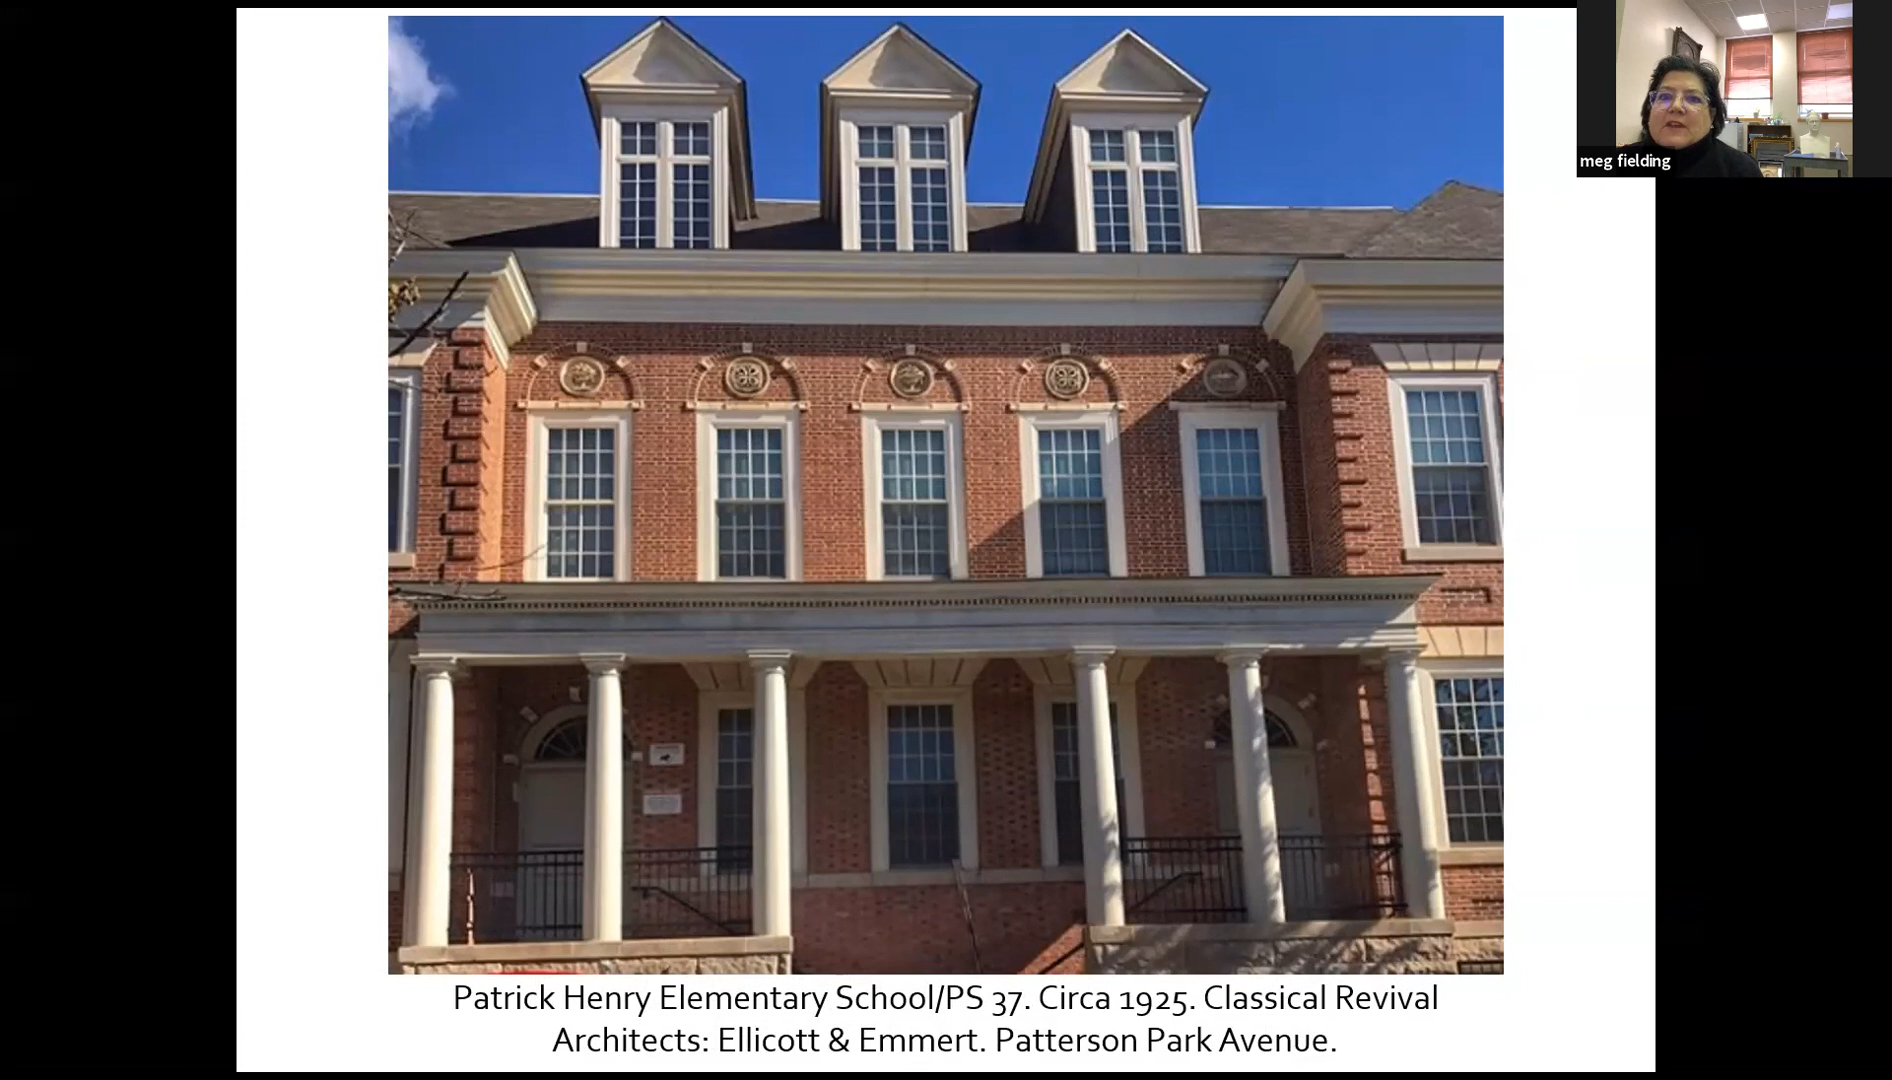 meg fielding
Patrick Henry Elementary School/PS 37. Circa 1925. Classical Revival
Architects: Ellicott & Emmert. Patterson Park Avenue.